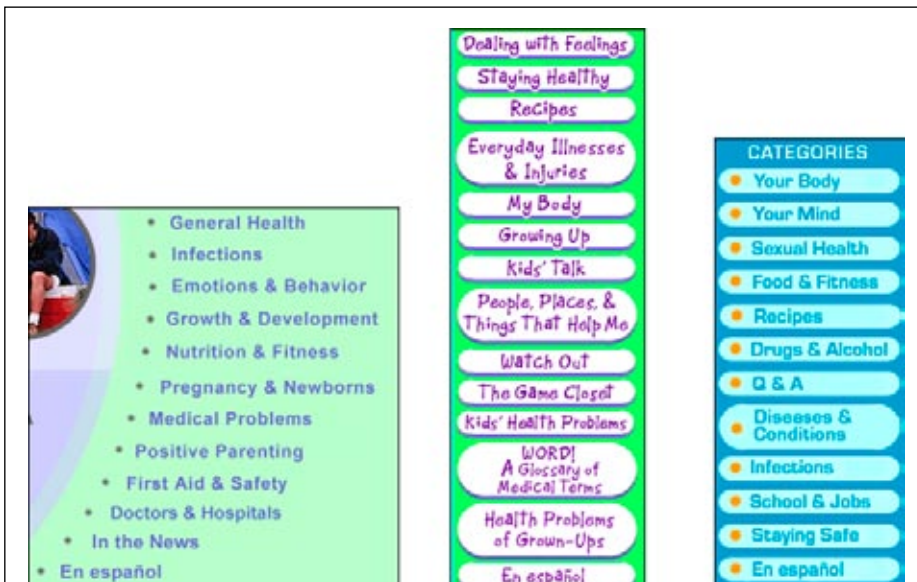 General Health
Infections
Emotions & Behavior
Growth & Development
Nutrition & Fitness
Pregnancy & Newborns
Medical Problems
Positive Parenting
First Aid & Safety
Doctors & Hospitals
In the News
En español
Dealing with Feelings
Staying Healthy
Recipes
Everyday Illnesses
& Injuries
My Body
Growing Up
Kids' Talk
People, Places, &
Things That Help Me
Watch Out
The Game Closet
Kids' Health Problems
WORD!
A Glossary of
Medical Terms
Health Problems
of Grown-Ups
En español
CATEGORIES
Your Body
Your Mind
Sexual Health
Food & Fitness
Recipes
Drugs & Alcohol
Q & A
Diseases &
Conditions
Infections
School & Jobs
Staying Safe
En español